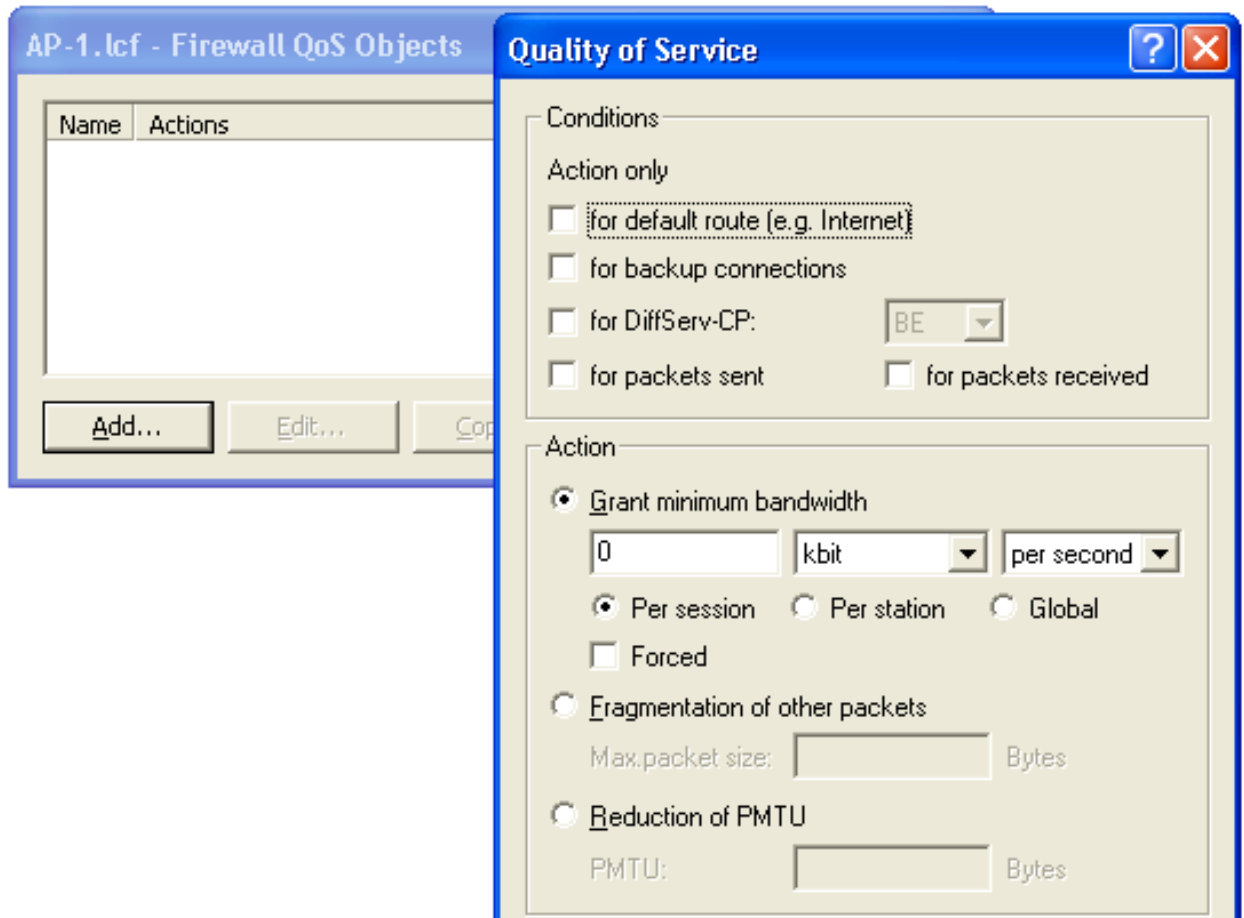 AP-1.lcf - Firewall QoS Objects
Name Actions
Add... Edit...
Quality of Service
Conditions
Action only
for default route (e.g. Internet)
for backup connections
for DiffServ-CP: BE
for packets sent for packets received
Action
Grant minimum bandwidth
0 kbit per second
Per session Per station Global
Forced
Fragmentation of other packets
Max.packet size: Bytes
Reduction of PMTU
PMTU: Bytes